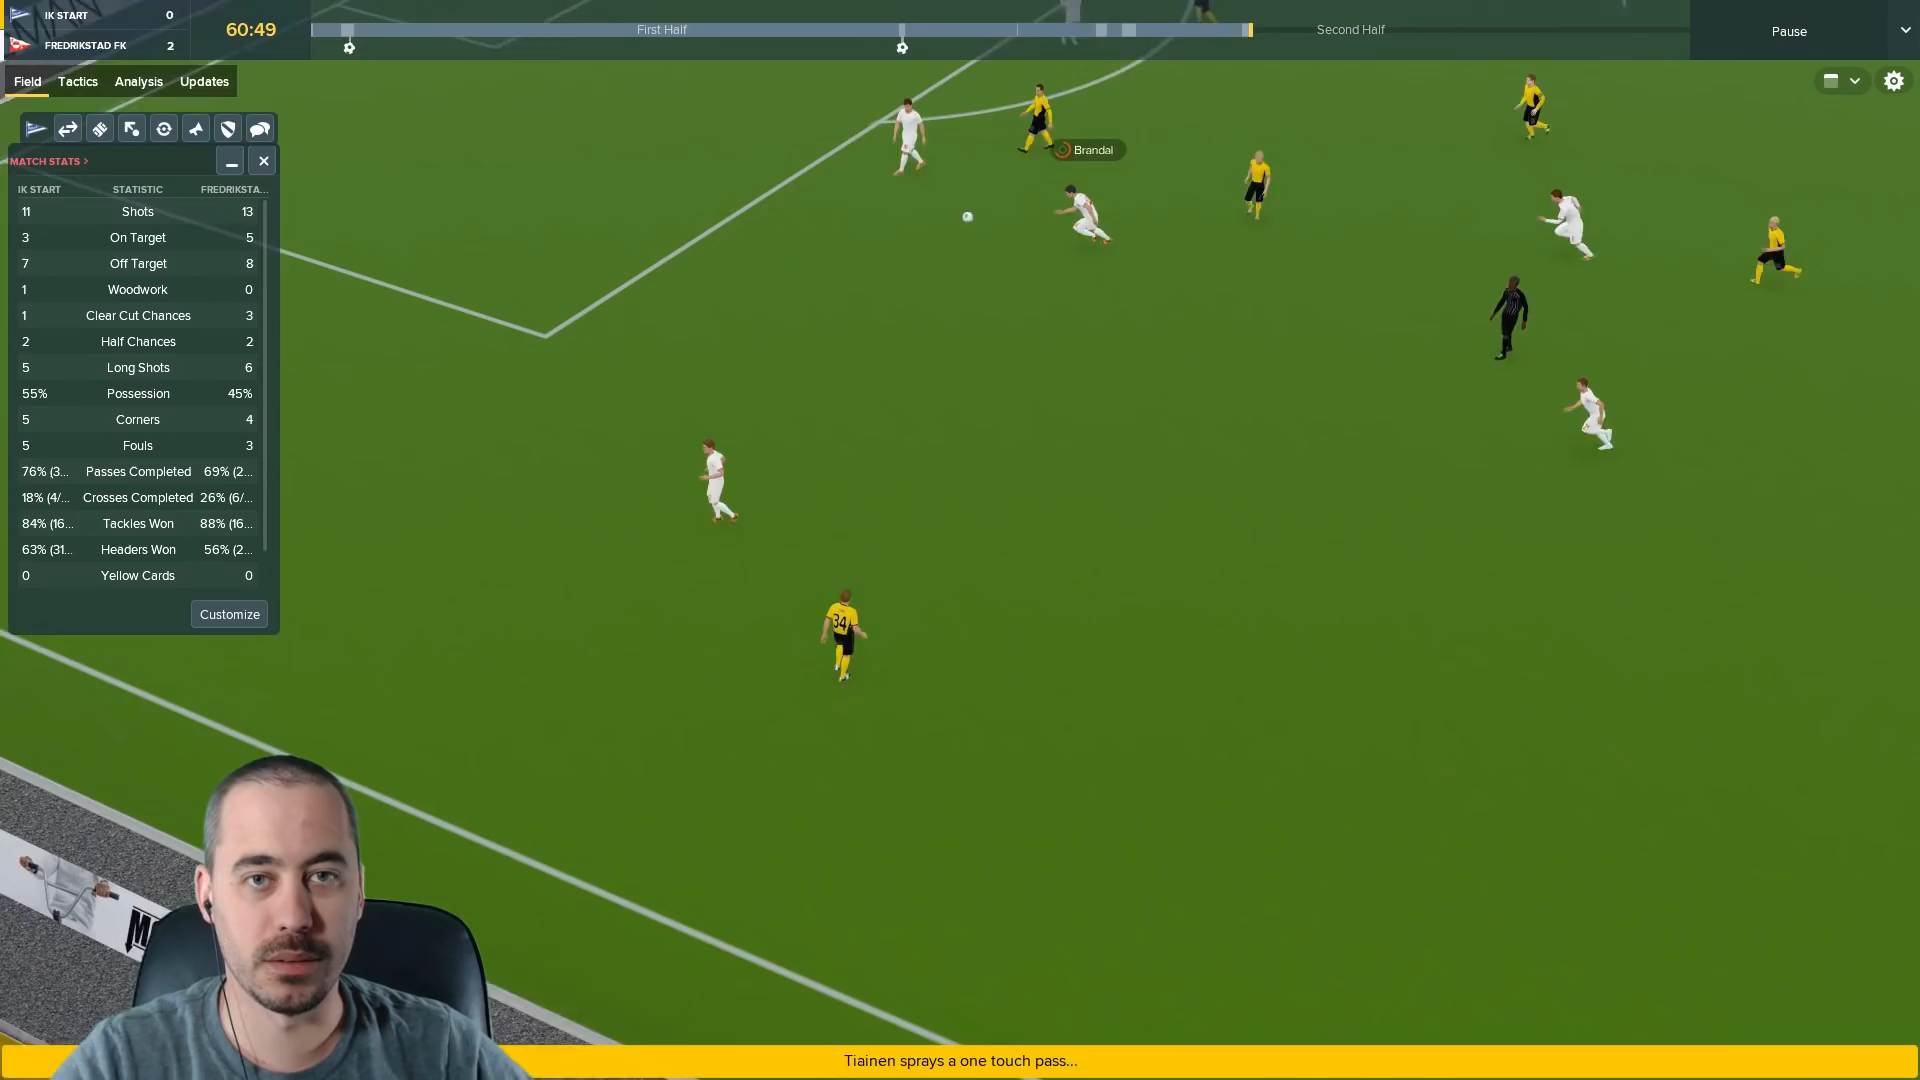 IK START 0
FREDRIKSTAD FK 2
60:49
First Half
Second Half
Pause
Field Tactics Analysis Updates
MATCH STATS >
IK START STATISTIC FREDRIKSTA...
11 Shots 13
3 On Target 5
7 Off Target 8
1 Woodwork 0
1 Clear Cut Chances 3
2 Half Chances 2
5 Long Shots 6
55% Possession 45%
5 Corners 4
5 Fouls 3
76% (3... Passes Completed 69% (2...
18% (4/... Crosses Completed 26% (6/...
84% (16... Tackles Won 88% (16...
63% (31... Headers Won 56% (2...
0 Yellow Cards 0
Customize
Brandal
34
Tiainen sprays a one touch pass...